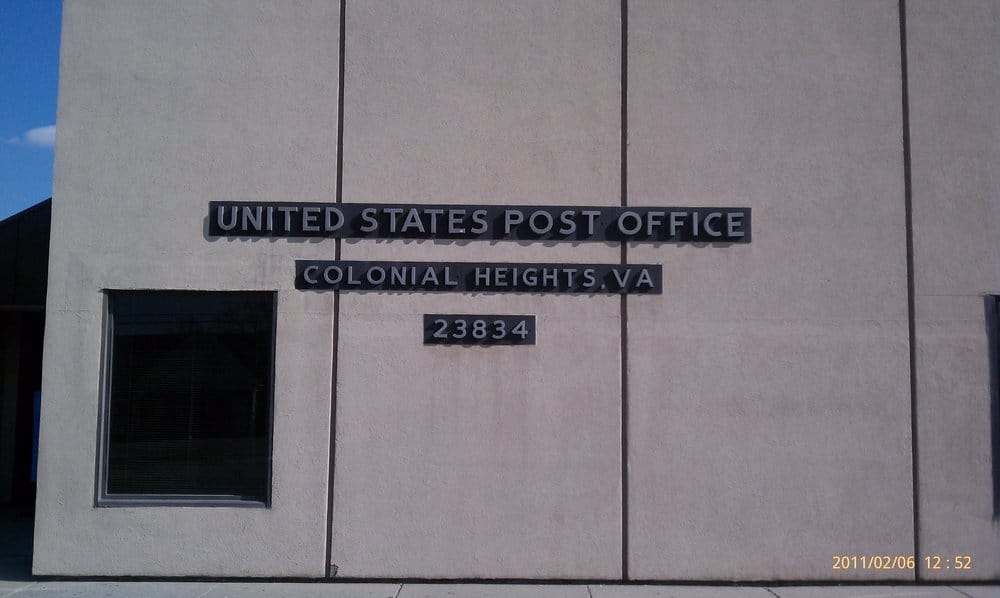 UNITED STATES POST OFFICE
COLONIAL HEIGHTS, VA
23834
2011/02/06 12:52